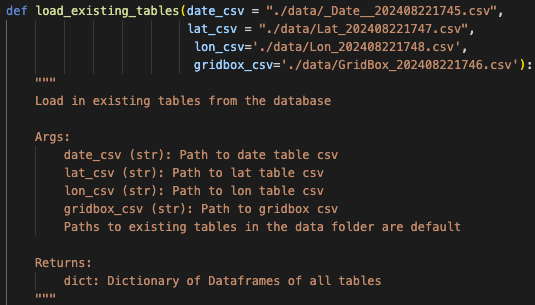 def load_existing_tables(date_csv = "./data/_Date__202408221745.csv",
lat_csv = "./data/Lat_202408221747.csv",
lon_csv='./data/Lon_202408221748.csv',
gridbox_csv='./data/GridBox_202408221746.csv'):
"""
Load in existing tables from the database
Args:
date_csv (str): Path to date table csv
lat_csv (str): Path to lat table csv
lon_csv (str): Path to lon table csv
gridbox_csv (str): Path to gridbox csv
Paths to existing tables in the data folder are default
Returns:
dict: Dictionary of Dataframes of all tables
"""